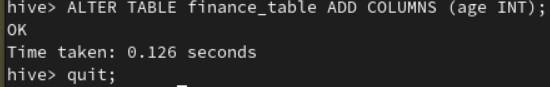 hive> ALTER TABLE finance_table ADD COLUMNS (age INT);
OK
Time taken: 0.126 seconds
hive> quit;